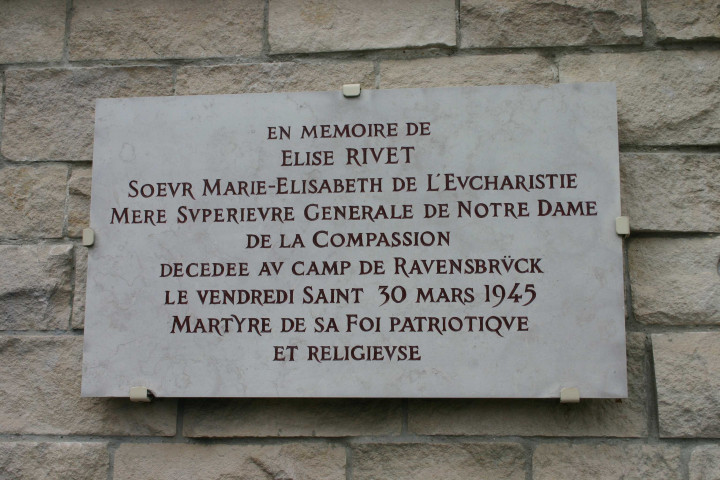 EN MEMOIRE DE
ELISE RIVET
SOEVR MARIE-ELISABETH DE L'EVCHARISTIE
MERE SVPERIEVRE GENERALE DE NOTRE DAME
DE LA COMPASSION
DECEDEE AV CAMP DE RAVENSBRÜCK
LE VENDREDI SAINT 30 MARS 1945
MARTYRE DE SA FOI PATRIOTIQVE
ET RELIGIEVSE